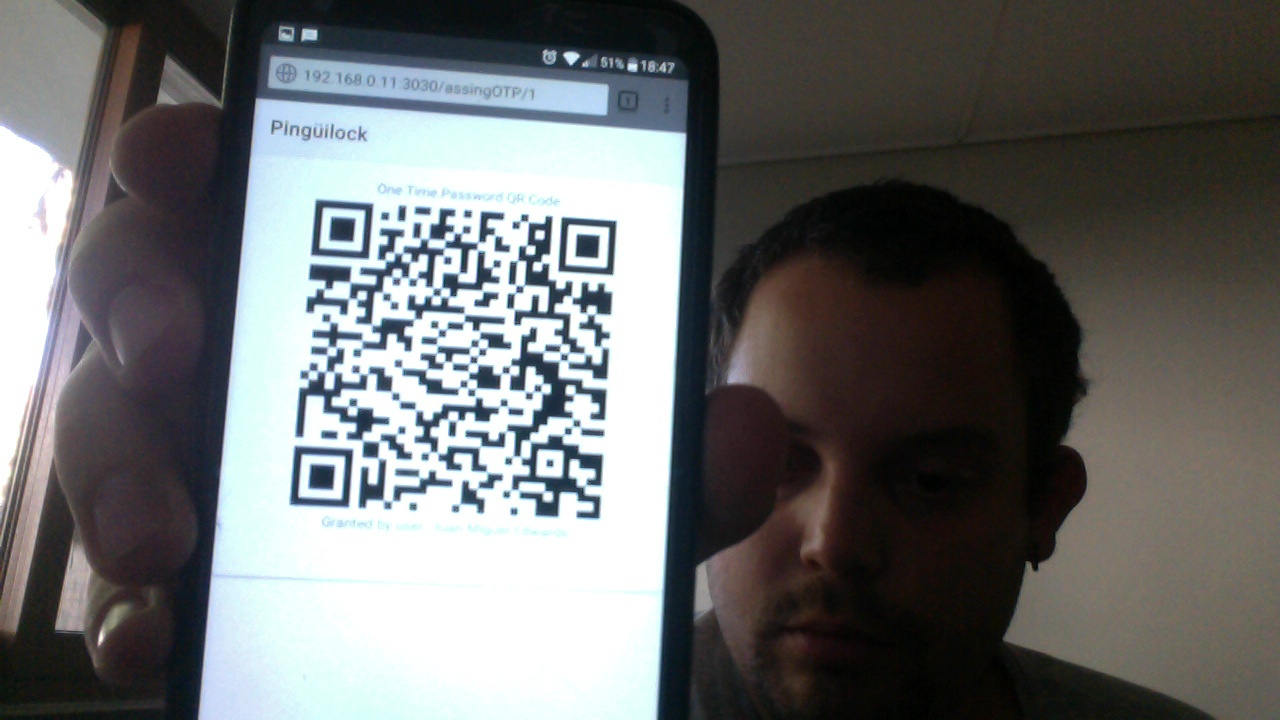 51% 18:47
192.168.0.11:3030/assingOTP/1
Pingüilock
One Time Password QR Code
Granted by user: Juan Miguel Edwards